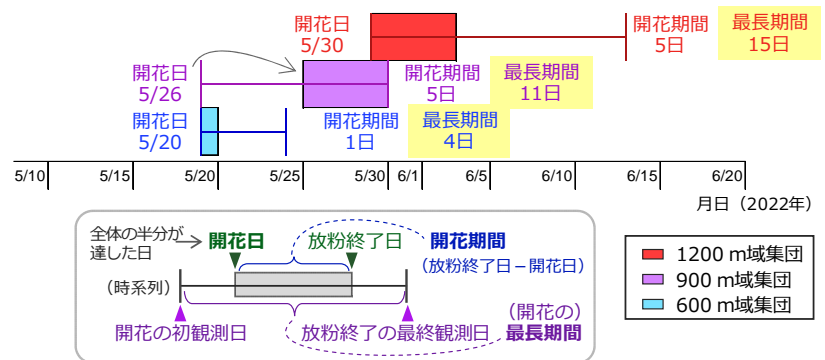 開花日
5/30
開花期間
5日
最長期間
15日
開花日
5/26
開花期間
5日
最長期間
11日
開花日
5/20
開花期間
1日
最長期間
4日
5/10 5/15 5/20 5/25 5/30 6/1 6/5 6/10 6/15 6/20
月日（2022年）
全体の半分が
達した日
開花日
放粉終了日
開花期間
（放粉終了日－開花日）
（時系列）
開花の初観測日
放粉終了の最終観測日
（開花の）
最長期間
1200 m域集団
900 m域集団
600 m域集団